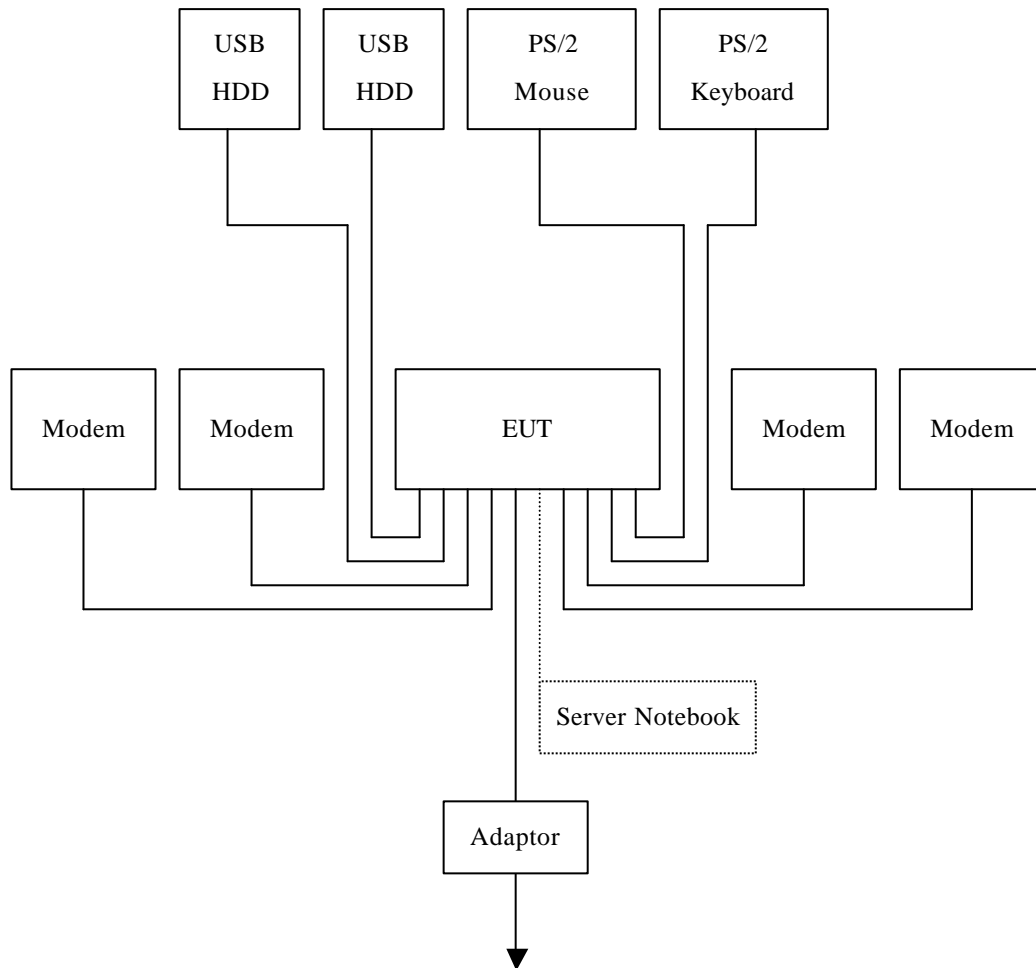 USB
HDD
USB
HDD
PS/2
Mouse
PS/2
Keyboard
Modem
Modem
EUT
Modem
Modem
Server Notebook
Adaptor